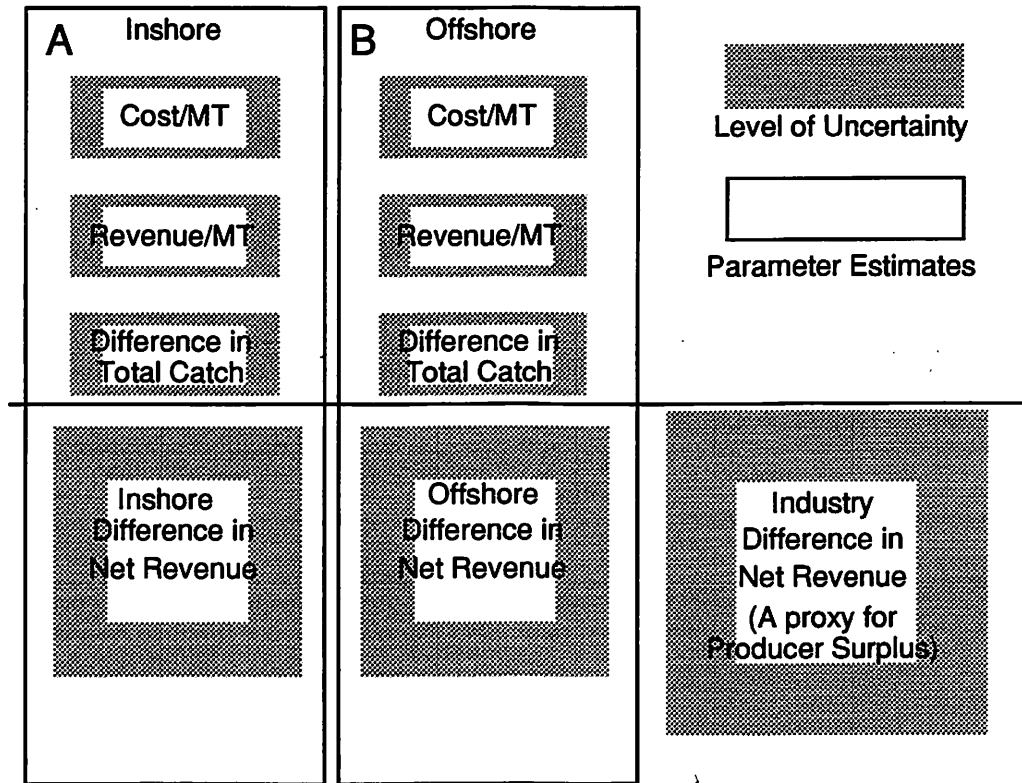 A
Inshore
Cost/MT
Revenue/MT
Difference in
Total Catch
Inshore
Difference in
Net Revenue
B
Offshore
Cost/MT
Revenue/MT
Difference in
Total Catch
Offshore
Difference in
Net Revenue
Level of Uncertainty
Parameter Estimates
Industry
Difference in
Net Revenue
(A proxy for
Producer Surplus)